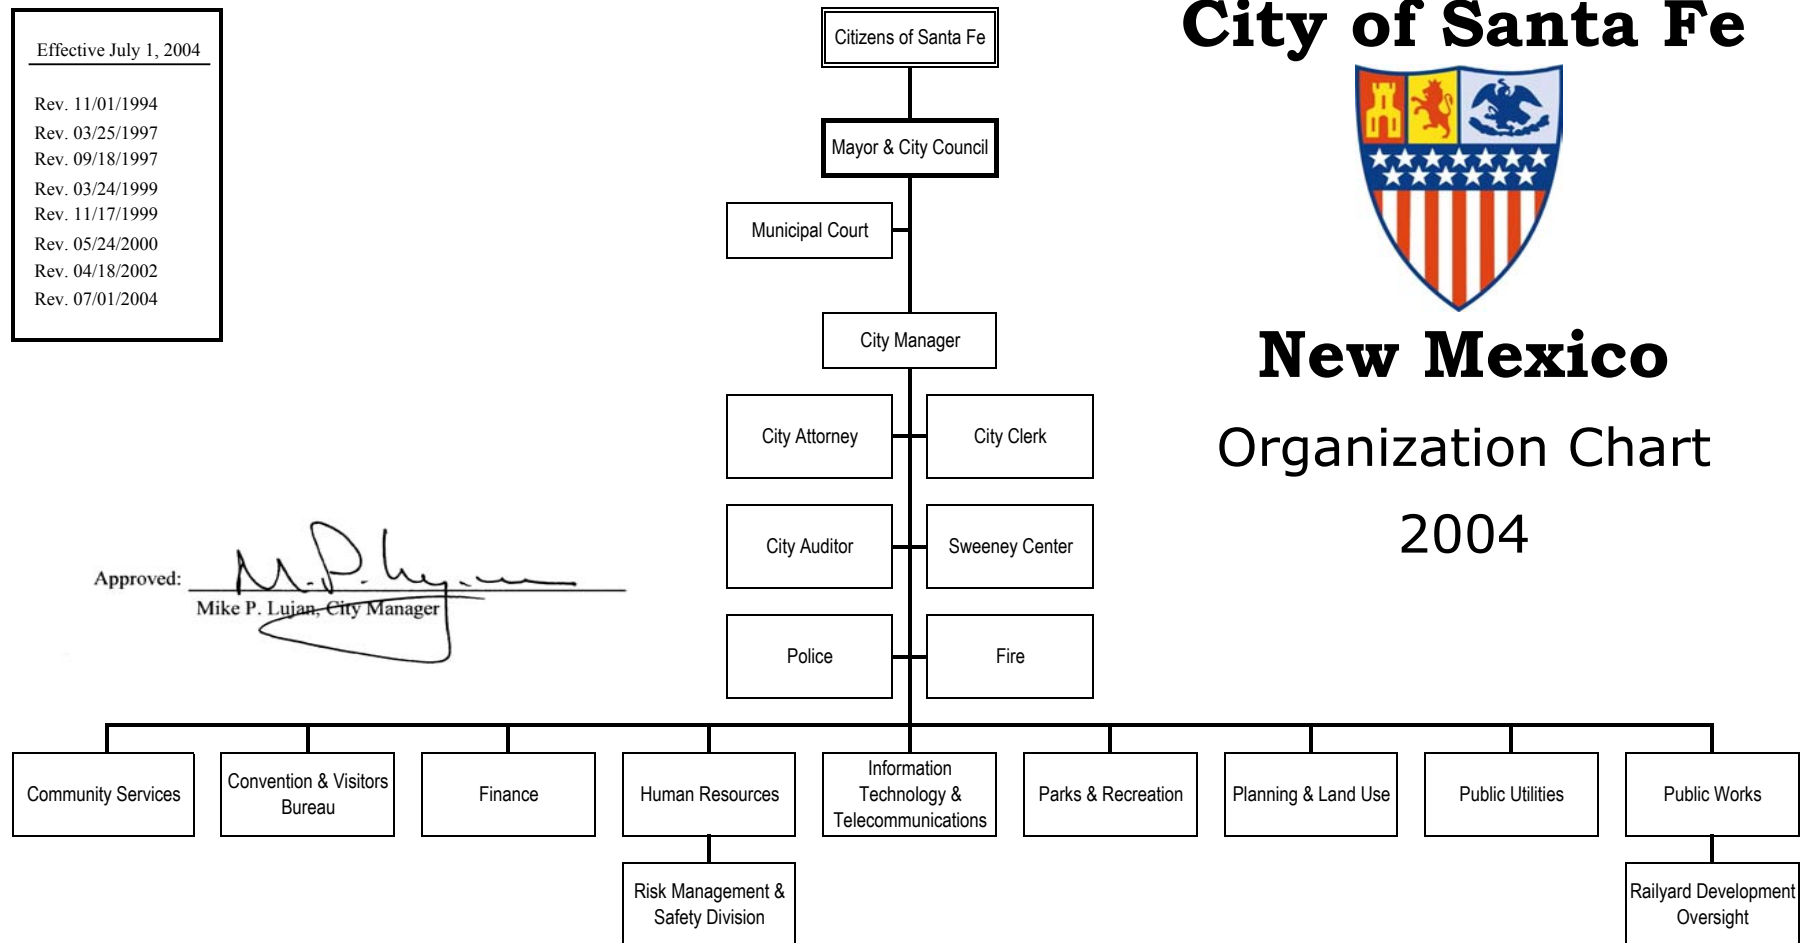 Effective July 1, 2004
Rev. 11/01/1994
Rev. 03/25/1997
Rev. 09/18/1997
Rev. 03/24/1999
Rev. 11/17/1999
Rev. 05/24/2000
Rev. 04/18/2002
Rev. 07/01/2004
City of Santa Fe
New Mexico
Organization Chart
2004
Citizens of Santa Fe
Mayor & City Council
Municipal Court
City Manager
City Attorney
City Clerk
City Auditor
Sweeney Center
Police
Fire
Approved:
Mike P. Lujan, City Manager
Community Services
Convention & Visitors
Bureau
Finance
Human Resources
Information
Technology &
Telecommunications
Parks & Recreation
Planning & Land Use
Public Utilities
Public Works
Risk Management &
Safety Division
Railyard Development
Oversight